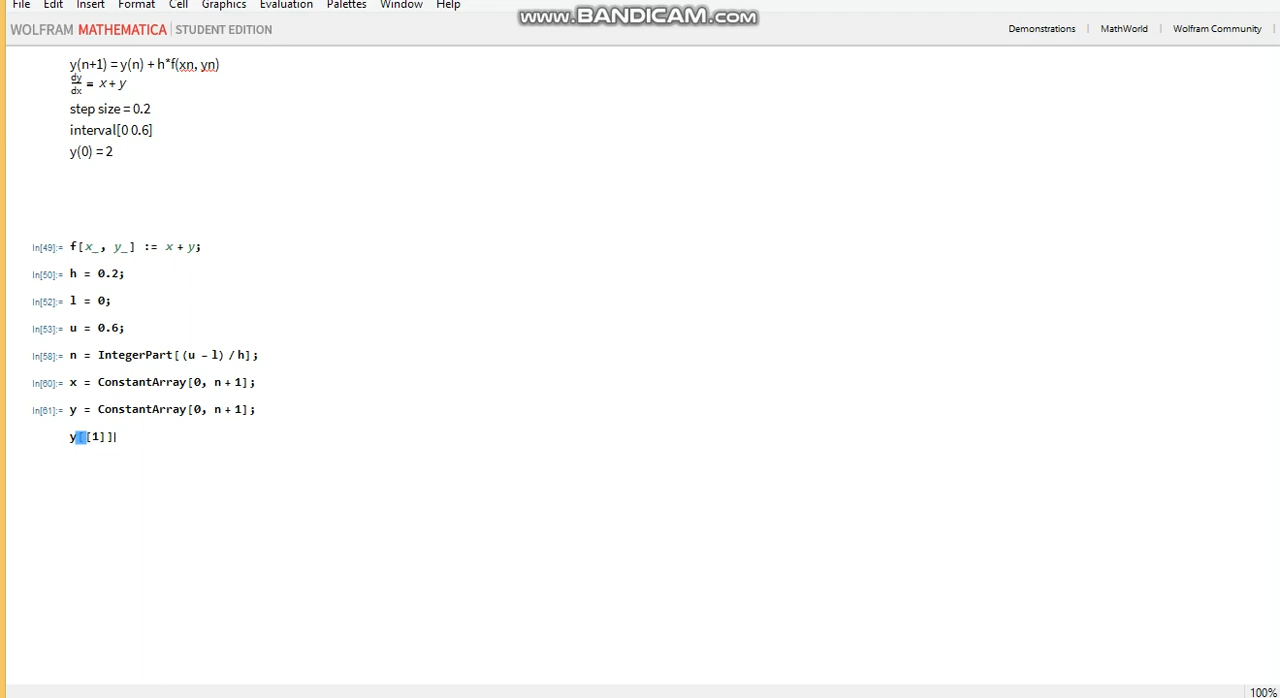 File Edit Insert Format Cell Graphics Evaluation Palettes Window Help
www.BANDICAM.com
WOLFRAM MATHEMATICA | STUDENT EDITION
Demonstrations | MathWorld | Wolfram Community |
y(n+1) = y(n) + h*f(xn, yn)
dy/dx = x + y
step size = 0.2
interval[0 0.6]
y(0) = 2
In[49]:= f[x_, y_] := x + y;
In[50]:= h = 0.2;
In[52]:= l = 0;
In[53]:= u = 0.6;
In[58]:= n = IntegerPart[(u - l) / h];
In[60]:= x = ConstantArray[0, n + 1];
In[61]:= y = ConstantArray[0, n + 1];
y[[1]]
100%